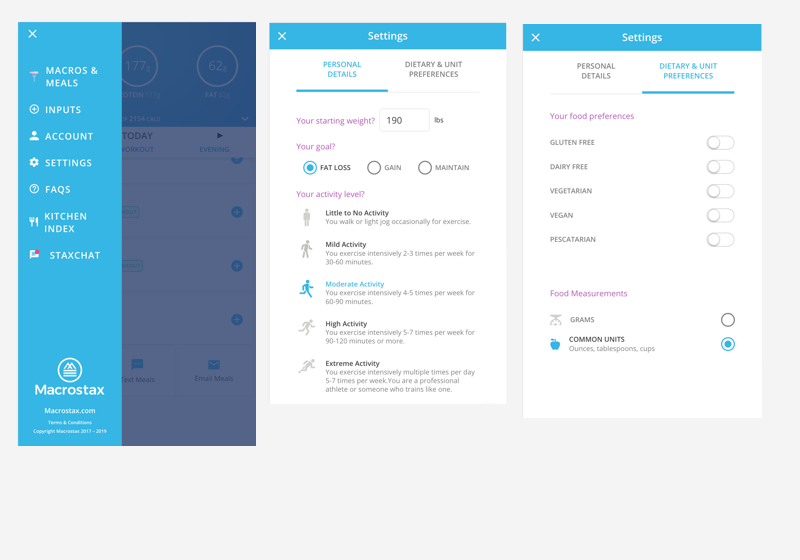 MACROS &
MEALS
INPUTS
ACCOUNT
SETTINGS
FAQS
KITCHEN
INDEX
STAXCHAT
Macrostax
Macrostax.com
Terms & Conditions
Copyright Macrostax 2017 – 2019
177g
62g
FAT
2154 CALS
TODAY
EVENING
Text Meals
Email Meals
Settings
PERSONAL
DETAILS
DIETARY & UNIT
PREFERENCES
Your starting weight?
190
lbs
Your goal?
FAT LOSS
GAIN
MAINTAIN
Your activity level?
Little to No Activity
You walk or light jog occasionally for exercise.
Mild Activity
You exercise intensively 2-3 times per week for
30-60 minutes.
Moderate Activity
You exercise intensively 4-5 times per week for
60-90 minutes.
High Activity
You exercise intensively 5-7 times per week for
90-120 minutes or more.
Extreme Activity
You exercise intensively multiple times per day
5-7 times per week.You are a professional
athlete or someone who trains like one.
Settings
PERSONAL
DETAILS
DIETARY & UNIT
PREFERENCES
Your food preferences
GLUTEN FREE
DAIRY FREE
VEGETARIAN
VEGAN
PESCATARIAN
Food Measurements
GRAMS
COMMON UNITS
Ounces, tablespoons, cups